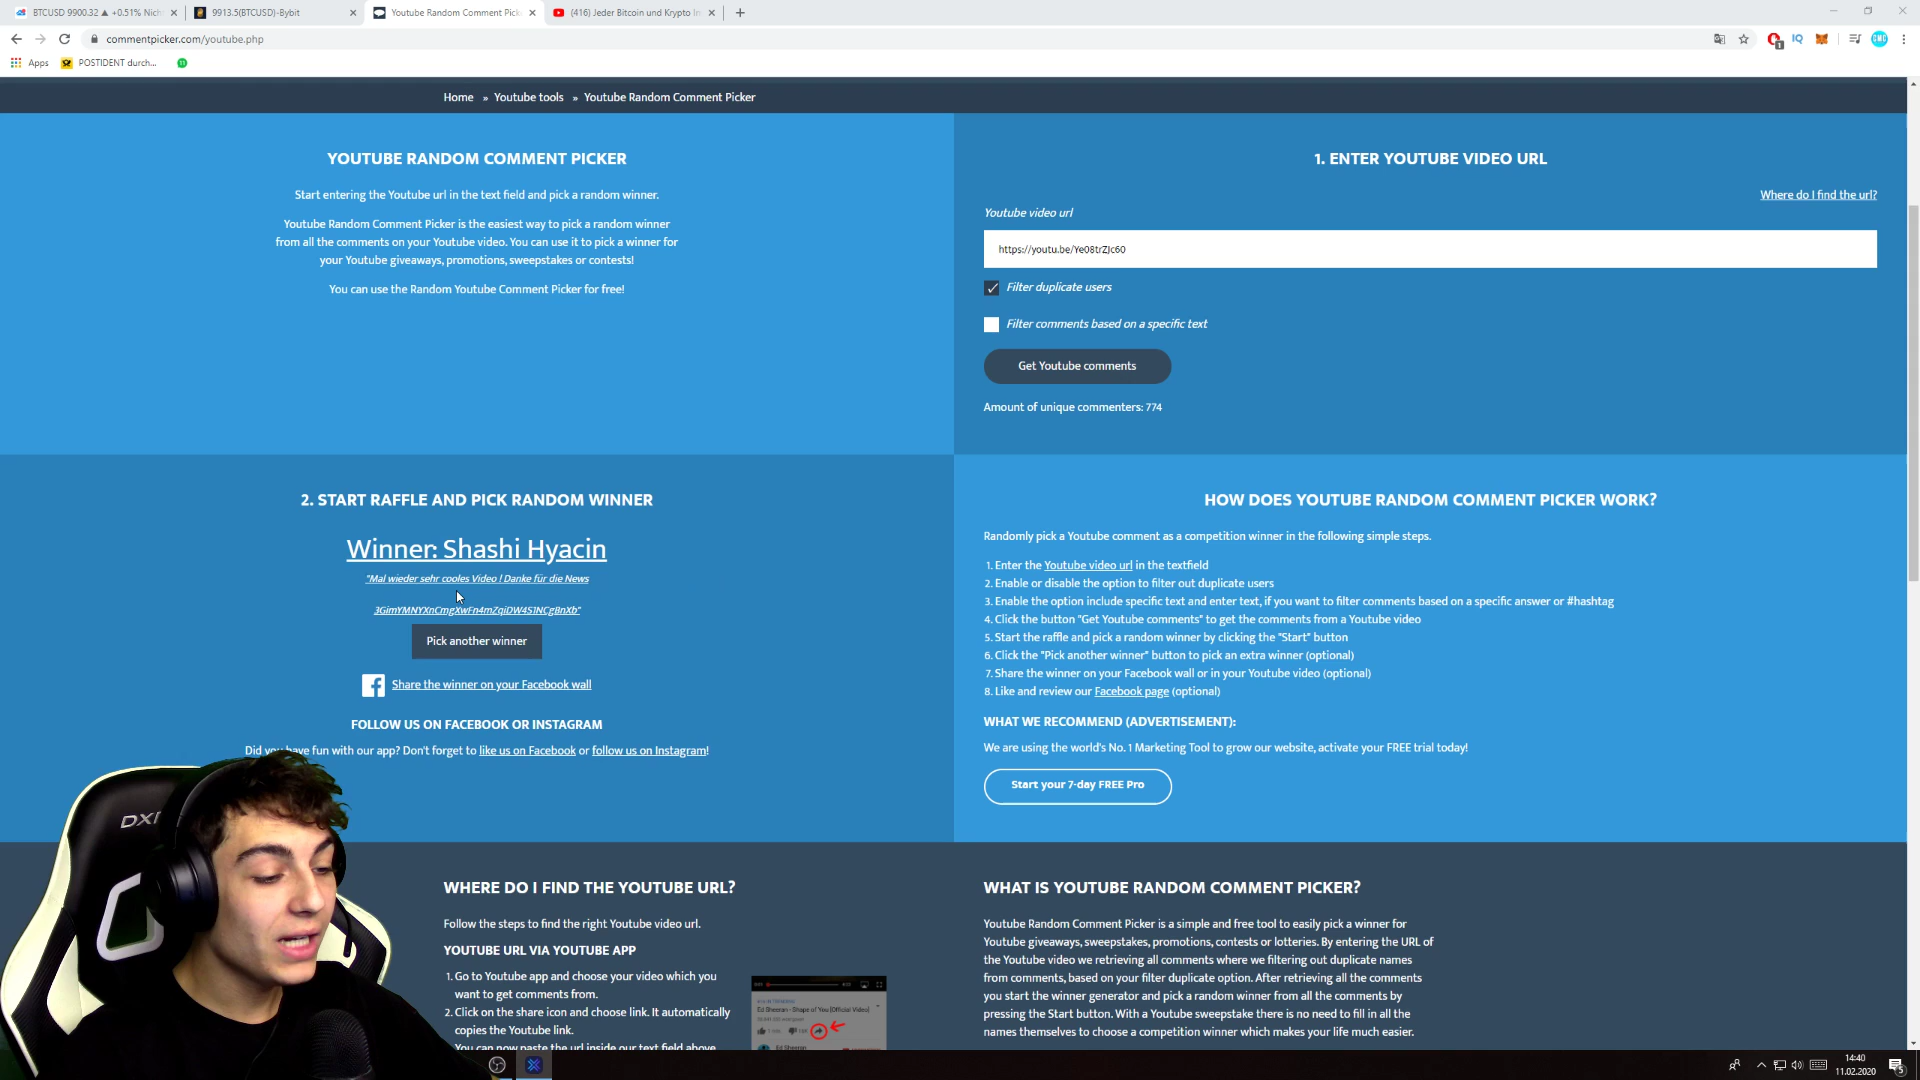 BTCUSD 9900.32 ▲ +0.51% Nich
9913.5(BTCUSD)-Bybit
Youtube Random Comment Pick
(416) Jeder Bitcoin und Krypto In
commentpicker.com/youtube.php
Apps
POSTIDENT durch...
Home » Youtube tools » Youtube Random Comment Picker
YOUTUBE RANDOM COMMENT PICKER
Start entering the Youtube url in the text field and pick a random winner.
Youtube Random Comment Picker is the easiest way to pick a random winner
from all the comments on your Youtube video. You can use it to pick a winner for
your Youtube giveaways, promotions, sweepstakes or contests!
You can use the Random Youtube Comment Picker for free!
1. ENTER YOUTUBE VIDEO URL
Where do I find the url?
Youtube video url
https://youtu.be/Ye08trZJc60
Filter duplicate users
Filter comments based on a specific text
Get Youtube comments
Amount of unique commenters: 774
2. START RAFFLE AND PICK RANDOM WINNER
Winner: Shashi Hyacin
"Mal wieder sehr cooles Video ! Danke für die News
3GimYMNYXnCmgXwFn4mZqiDW4S1NCgBnXb"
Pick another winner
Share the winner on your Facebook wall
FOLLOW US ON FACEBOOK OR INSTAGRAM
Did you have fun with our app? Don't forget to like us on Facebook or follow us on Instagram!
HOW DOES YOUTUBE RANDOM COMMENT PICKER WORK?
Randomly pick a Youtube comment as a competition winner in the following simple steps.
1. Enter the Youtube video url in the textfield
2. Enable or disable the option to filter out duplicate users
3. Enable the option include specific text and enter text, if you want to filter comments based on a specific answer or #hashtag
4. Click the button "Get Youtube comments" to get the comments from a Youtube video
5. Start the raffle and pick a random winner by clicking the "Start" button
6. Click the "Pick another winner" button to pick an extra winner (optional)
7. Share the winner on your Facebook wall or in your Youtube video (optional)
8. Like and review our Facebook page (optional)
WHAT WE RECOMMEND (ADVERTISEMENT):
We are using the world's No. 1 Marketing Tool to grow our website, activate your FREE trial today!
Start your 7-day FREE Pro
DXR
WHERE DO I FIND THE YOUTUBE URL?
Follow the steps to find the right Youtube video url.
YOUTUBE URL VIA YOUTUBE APP
1. Go to Youtube app and choose your video which you
want to get comments from.
2. Click on the share icon and choose link. It automatically
copies the Youtube link.
You can now paste the url inside our text field above
Ed Sheeran - Shape of You [Official Video]
Ed Sheeran
WHAT IS YOUTUBE RANDOM COMMENT PICKER?
Youtube Random Comment Picker is a simple and free tool to easily pick a winner for
Youtube giveaways, sweepstakes, promotions, contests or lotteries. By entering the URL of
the Youtube video we retrieving all comments where we filtering out duplicate names
from comments, based on your filter duplicate option. After retrieving all the comments
you start the winner generator and pick a random winner from all the comments by
pressing the Start button. With a Youtube sweepstake there is no need to fill in all the
names themselves to choose a competition winner which makes your life much easier.
14:40
11.02.2020